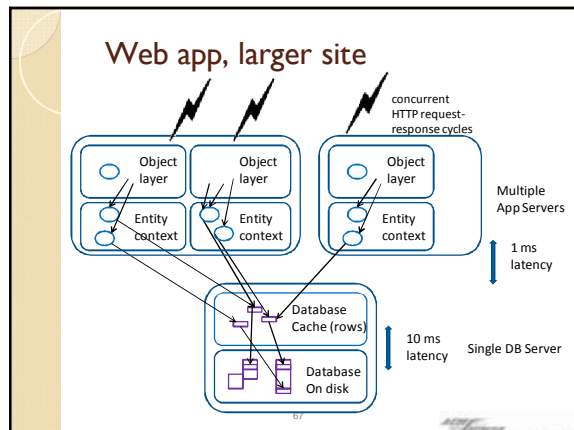 Web app, larger site
concurrent
HTTP request-
response cycles
Object
layer
Object
layer
Object
layer
Entity
context
Entity
context
Entity
context
Multiple
App Servers
1 ms
latency
Database
Cache (rows)
10 ms
latency
Single DB Server
Database
On disk
67